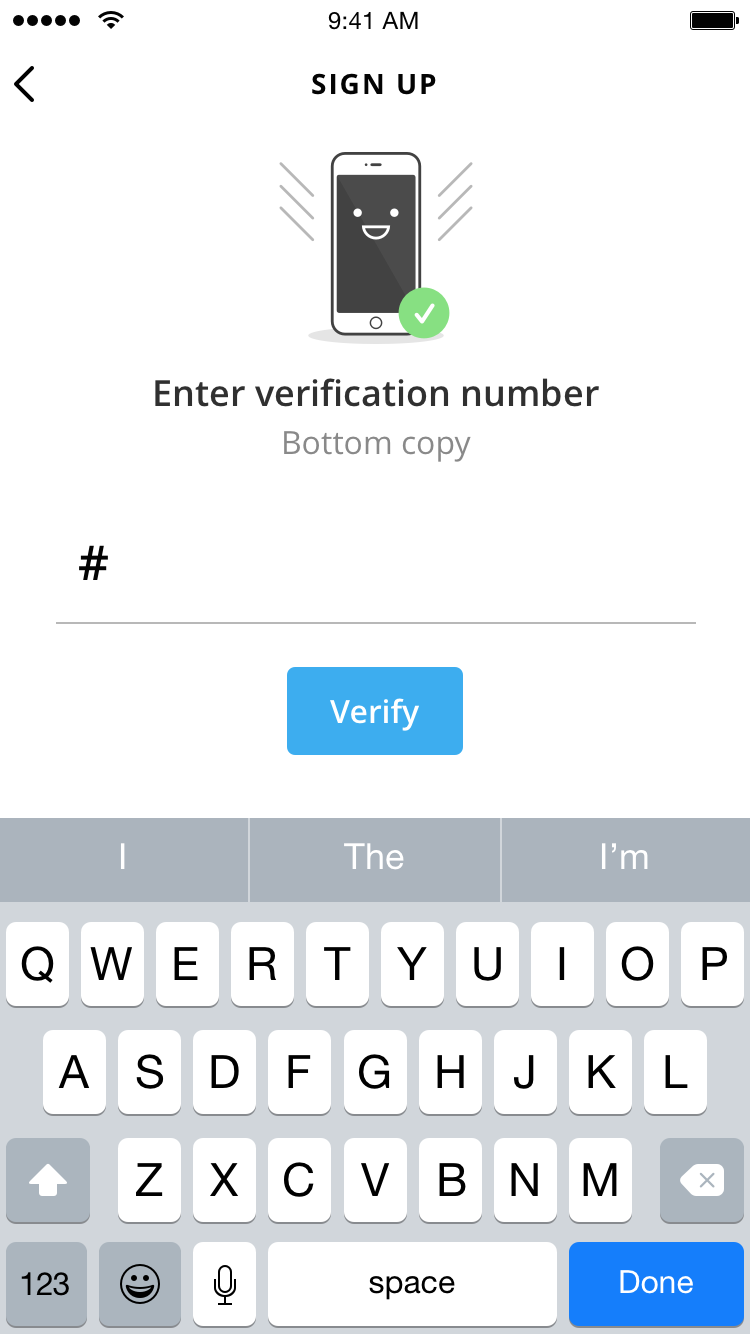 9:41 AM
SIGN UP
Enter verification number
Bottom copy
#
Verify
I The I’m
Q W E R T Y U I O P
A S D F G H J K L
Z X C V B N M
123 space Done